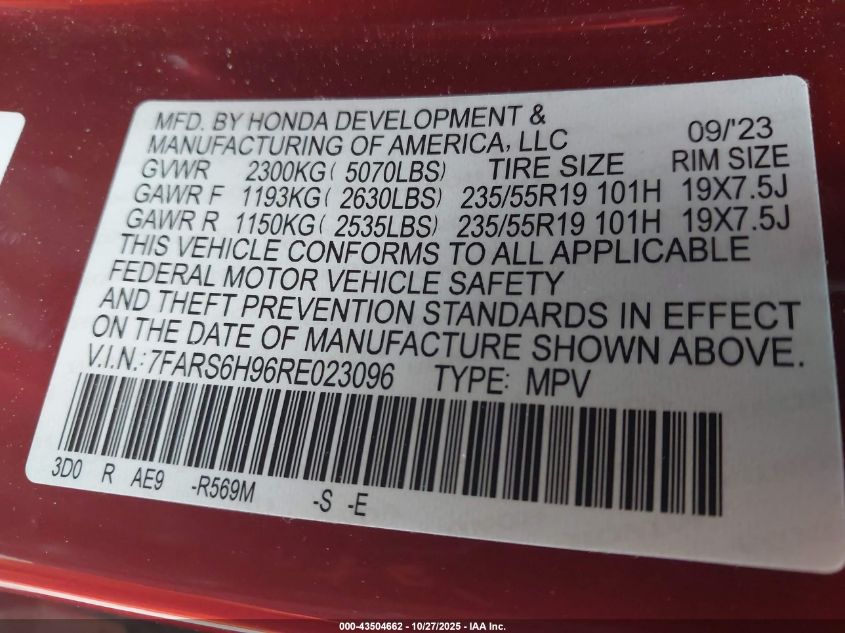 MFD. BY HONDA DEVELOPMENT &
MANUFACTURING OF AMERICA, LLC 09/'23
GVWR 2300KG ( 5070LBS) TIRE SIZE RIM SIZE
GAWR F 1193KG ( 2630LBS) 235/55R19 101H 19X7.5J
GAWR R 1150KG ( 2535LBS) 235/55R19 101H 19X7.5J
THIS VEHICLE CONFORMS TO ALL APPLICABLE
FEDERAL MOTOR VEHICLE SAFETY
AND THEFT PREVENTION STANDARDS IN EFFECT
ON THE DATE OF MANUFACTURE SHOWN ABOVE.
V.I.N.: 7FARS6H96RE023096 TYPE: MPV
3D0 R AE9 -R569M -S -E
000-43504662 - 10/27/2025 - IAA Inc.